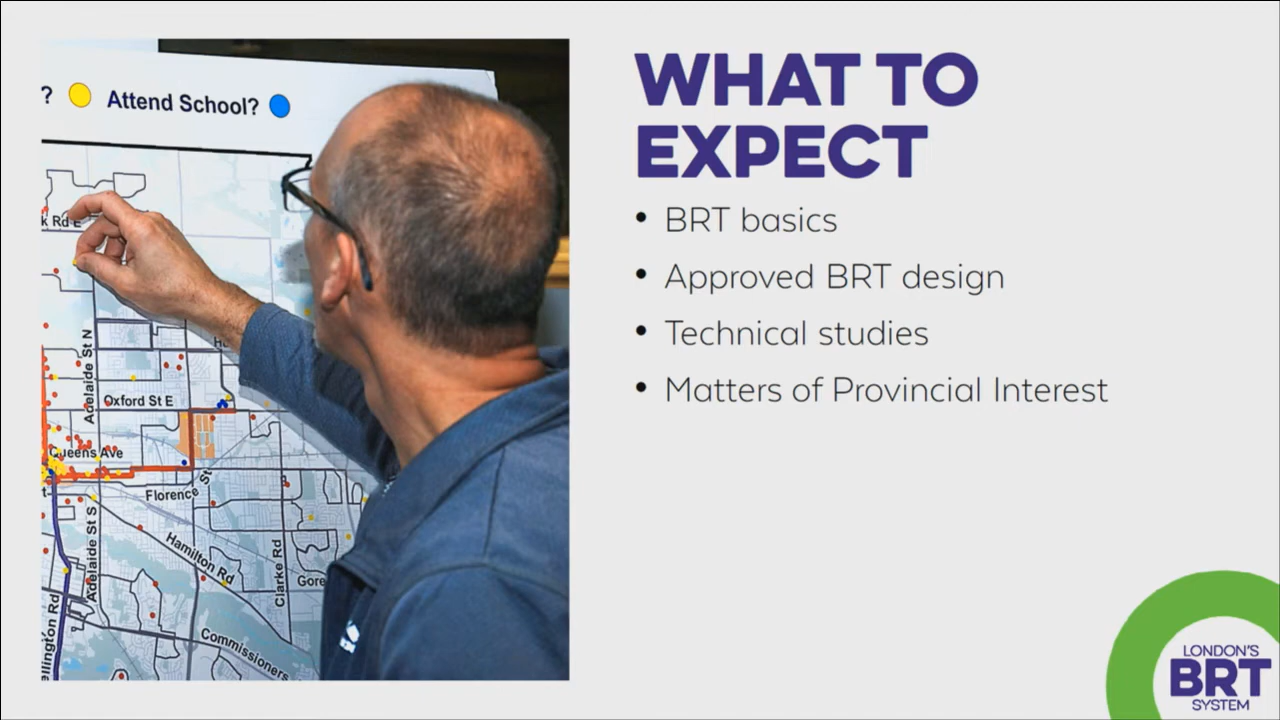 WHAT TO
EXPECT
• BRT basics
• Approved BRT design
• Technical studies
• Matters of Provincial Interest
? Attend School?
Rd E
Adelaide St N
Oxford St E
Queens Ave
Florence St
Adelaide St S
Hamilton Rd
Clarke Rd
Gore
Commissioners
Rd
LONDON'S
BRT
SYSTEM